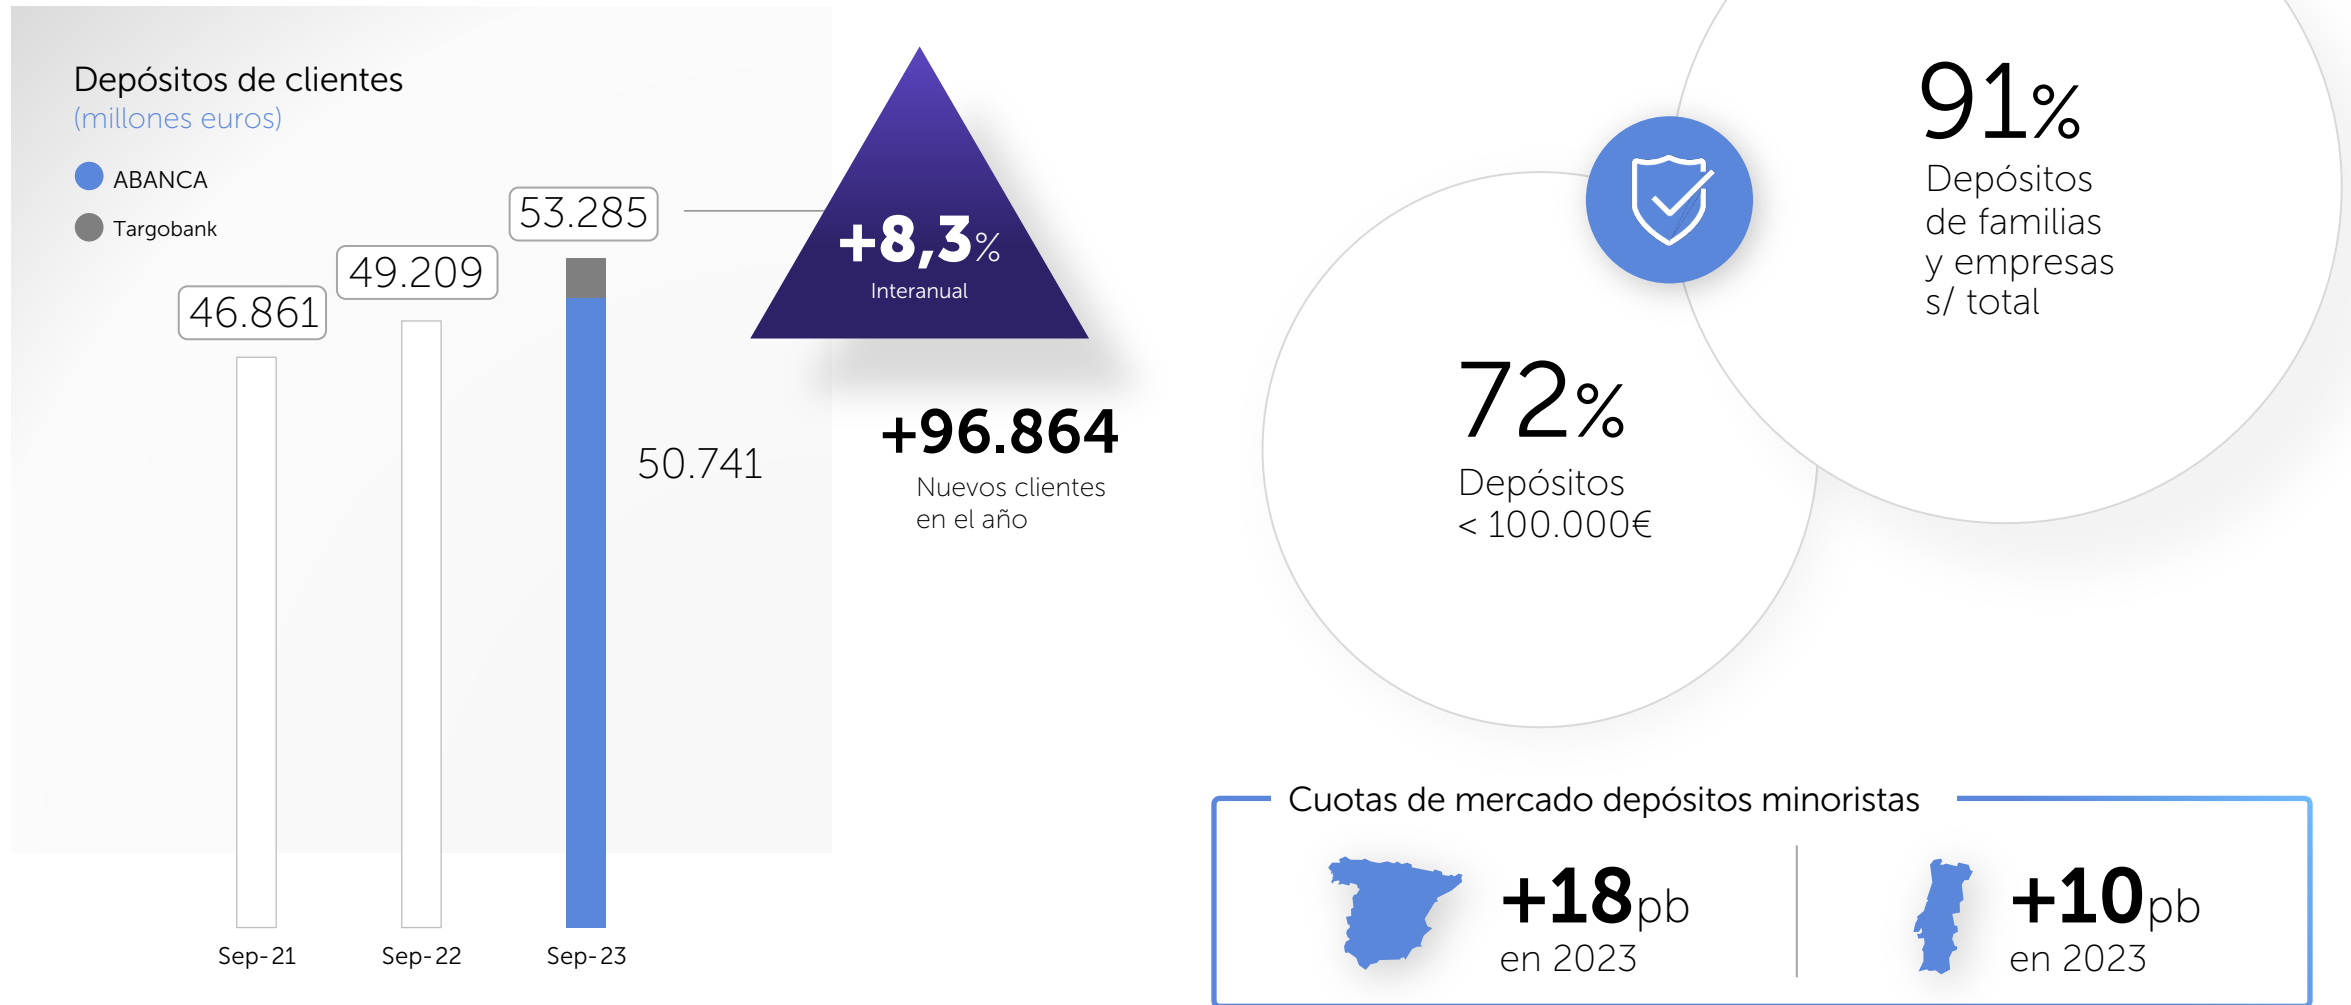 Depósitos de clientes
(millones euros)
ABANCA
Targobank
46.861
49.209
53.285
50.741
Sep-21
Sep-22
Sep-23
+8,3%
Interanual
+96.864
Nuevos clientes
en el año
72%
Depósitos
< 100.000€
91%
Depósitos
de familias
y empresas
s/ total
Cuotas de mercado depósitos minoristas
+18pb
en 2023
+10pb
en 2023